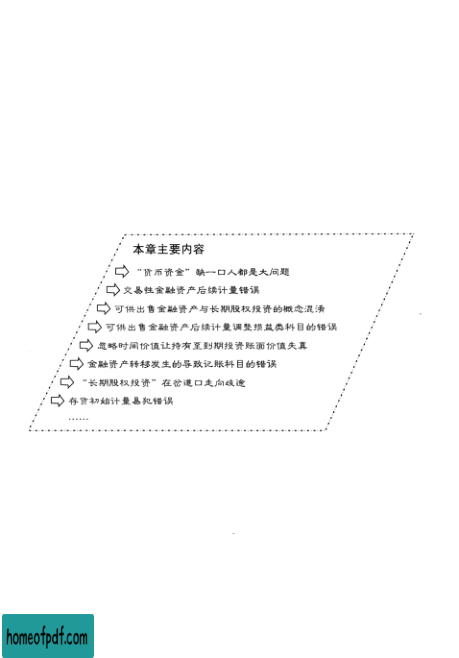 本章主要内容
“货币资金”缺一口人都是大问题
交易性金融资产后续计量错误
可供出售金融资产与长期股权投资的概念混淆
可供出售金融资产后续计量调整损益类科目的错误
忽略时间价值让持有至到期投资账面价值失真
金融资产转移发生的导致记账科目的错误
“长期股权投资”在岔道口走向歧途
存货初始计量易犯错误
……
homeofpdf.com